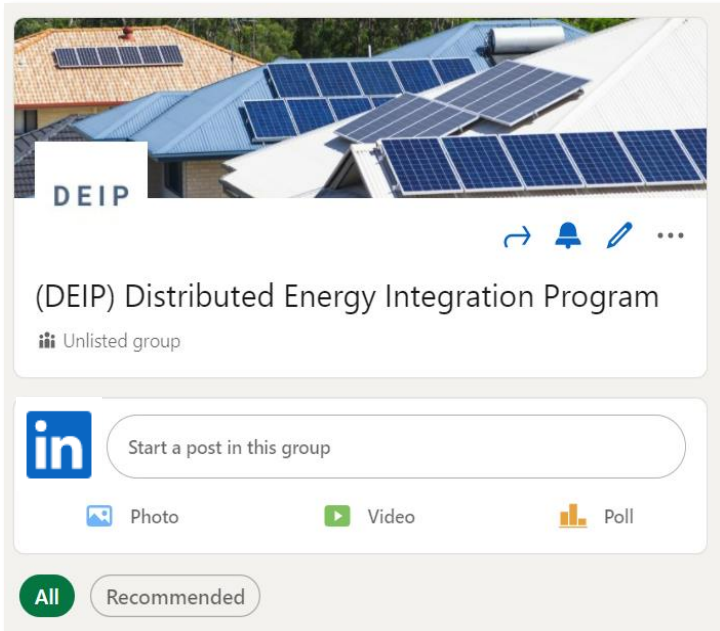 DEIP
(DEIP) Distributed Energy Integration Program
Unlisted group
in
Start a post in this group
Photo
Video
Poll
All
Recommended